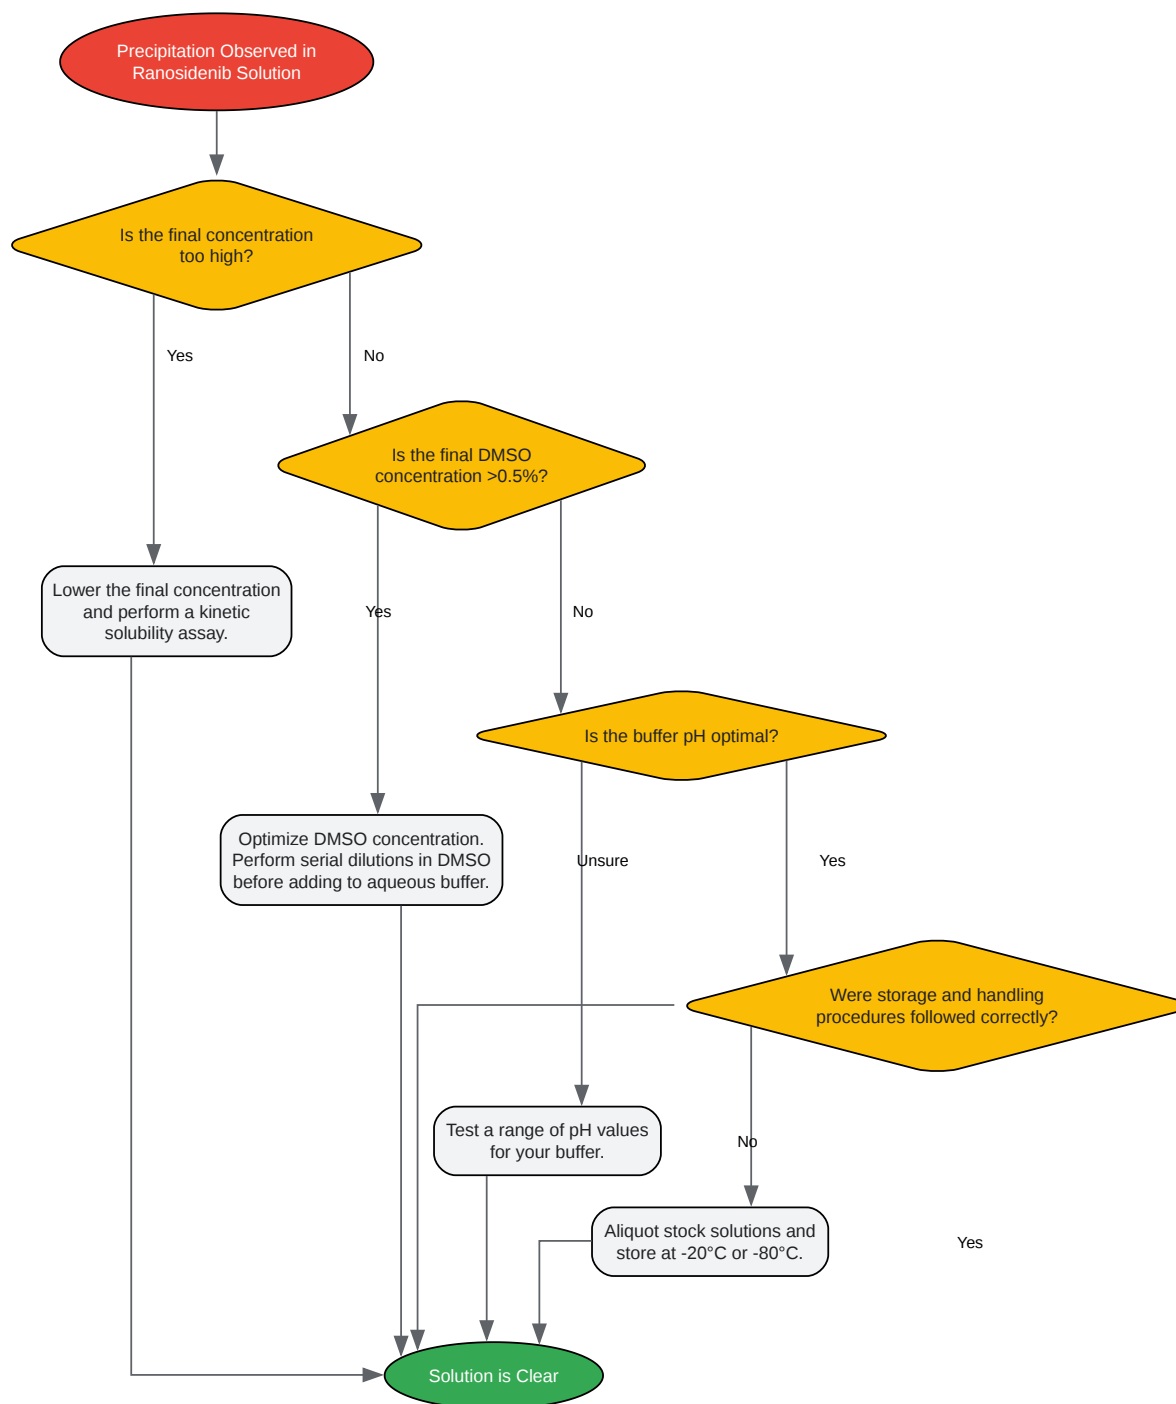 Precipitation Observed in
Ranosidenib Solution
Is the final concentration
too high?
Yes
No
Is the final DMSO
concentration >0.5%?
Lower the final concentration
and perform a kinetic
solubility assay.
Yes
No
Is the buffer pH optimal?
Optimize DMSO concentration.
Perform serial dilutions in DMSO
before adding to aqueous buffer.
Unsure
Yes
Were storage and handling
procedures followed correctly?
Test a range of pH values
for your buffer.
No
Aliquot stock solutions and
store at -20°C or -80°C.
Yes
Solution is Clear